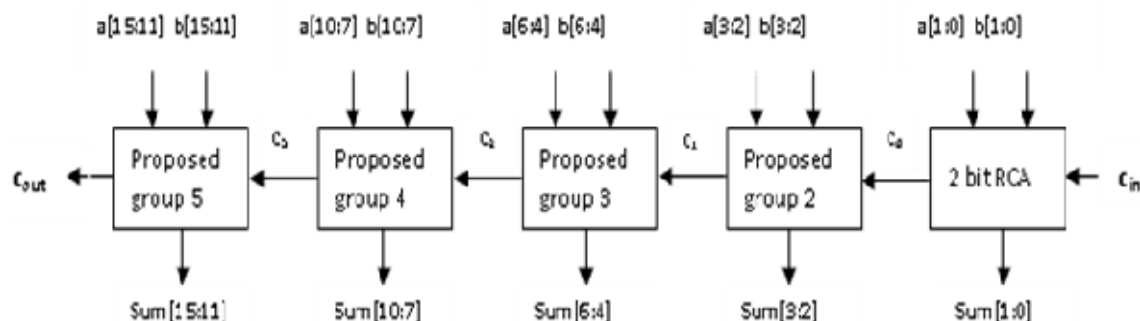 a[15:11] b[15:11] a[10:7] b[10:7] a[6:4] b[6:4] a[3:2] b[3:2] a[1:0] b[1:0]
Cout Proposed group 5 C3 Proposed group 4 C2 Proposed group 3 C1 Proposed group 2 C0 2 bit RCA Cin
Sum[15:11] Sum[10:7] Sum[6:4] Sum[3:2] Sum[1:0]